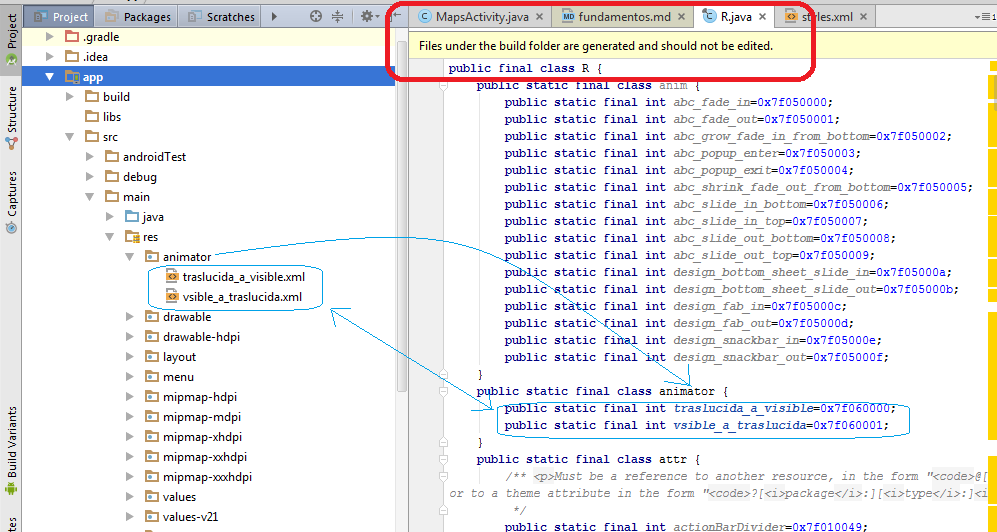 Project
Packages
Scratches
MapsActivity.java
fundamentos.md
R.java
styles.xml
Project
Structure
Captures
Build Variants
.gradle
.idea
app
build
libs
src
androidTest
debug
main
java
res
animator
traslucida_a_visible.xml
vsible_a_traslucida.xml
drawable
drawable-hdpi
layout
menu
mipmap-hdpi
mipmap-mdpi
mipmap-xhdpi
mipmap-xxhdpi
mipmap-xxxhdpi
values
values-v21
Files under the build folder are generated and should not be edited.
public final class R {
public static final class anim {
public static final int abc_fade_in=0x7f050000;
public static final int abc_fade_out=0x7f050001;
public static final int abc_grow_fade_in_from_bottom=0x7f050002;
public static final int abc_popup_enter=0x7f050003;
public static final int abc_popup_exit=0x7f050004;
public static final int abc_shrink_fade_out_from_bottom=0x7f050005;
public static final int abc_slide_in_bottom=0x7f050006;
public static final int abc_slide_in_top=0x7f050007;
public static final int abc_slide_out_bottom=0x7f050008;
public static final int abc_slide_out_top=0x7f050009;
public static final int design_bottom_sheet_slide_in=0x7f05000a;
public static final int design_bottom_sheet_slide_out=0x7f05000b;
public static final int design_fab_in=0x7f05000c;
public static final int design_fab_out=0x7f05000d;
public static final int design_snackbar_in=0x7f05000e;
public static final int design_snackbar_out=0x7f05000f;
}
public static final class animator {
public static final int traslucida_a_visible=0x7f060000;
public static final int vsible_a_traslucida=0x7f060001;
}
public static final class attr {
/** <p>Must be a reference to another resource, in the form "<code>@[
or to a theme attribute in the form "<code>?[<i>package</i>:][<i>type</i>:]<i
*/
public static final int actionBarDivider=0x7f010049;